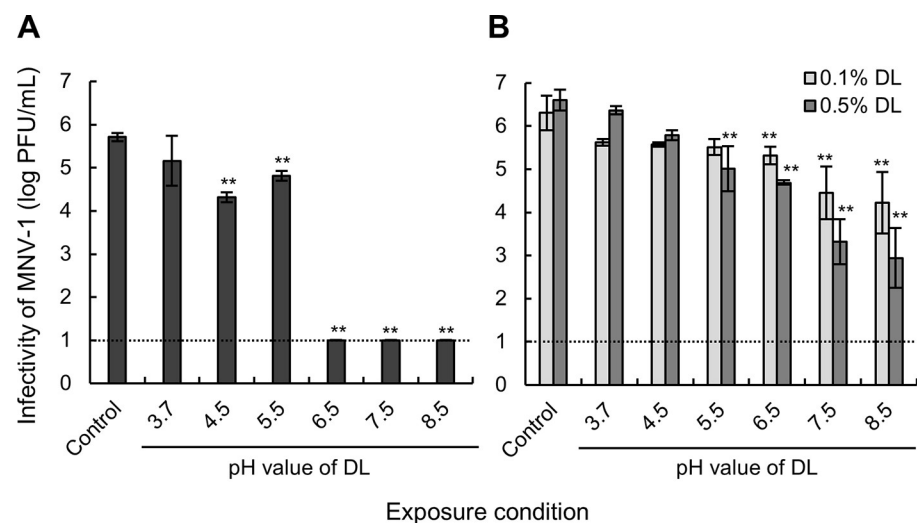 A
B
Infectivity of MNV-1 (log PFU/mL)
7
6
5
4
3
2
1
0
** ** ** ** **
Control 3.7 4.5 5.5 6.5 7.5 8.5
pH value of DL
7
6
5
4
3
2
1
0
0.1% DL
0.5% DL
** ** ** ** ** ** **
Control 3.7 4.5 5.5 6.5 7.5 8.5
pH value of DL
Exposure condition